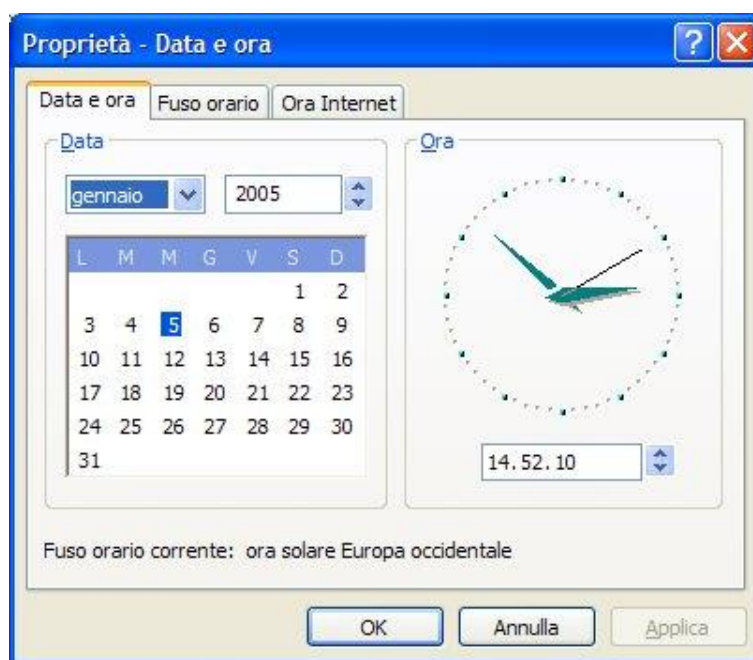 Proprietà - Data e ora
Data e ora Fuso orario Ora Internet
Data
Ora
gennaio 2005
L M M G V S D
1 2
3 4 5 6 7 8 9
10 11 12 13 14 15 16
17 18 19 20 21 22 23
24 25 26 27 28 29 30
31
14.52.10
Fuso orario corrente: ora solare Europa occidentale
OK Annulla Applica